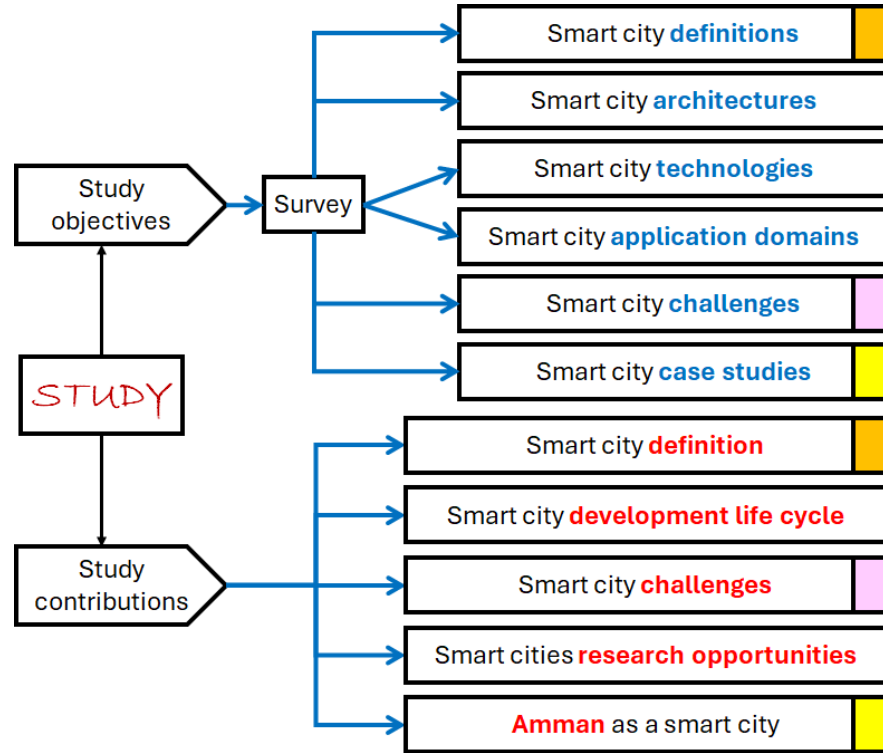 Smart city definitions
Smart city architectures
Smart city technologies
Study
objectives
Survey
Smart city application domains
Smart city challenges
STUDY
Smart city case studies
Smart city definition
Smart city development life cycle
Study
contributions
Smart city challenges
Smart cities research opportunities
Amman as a smart city